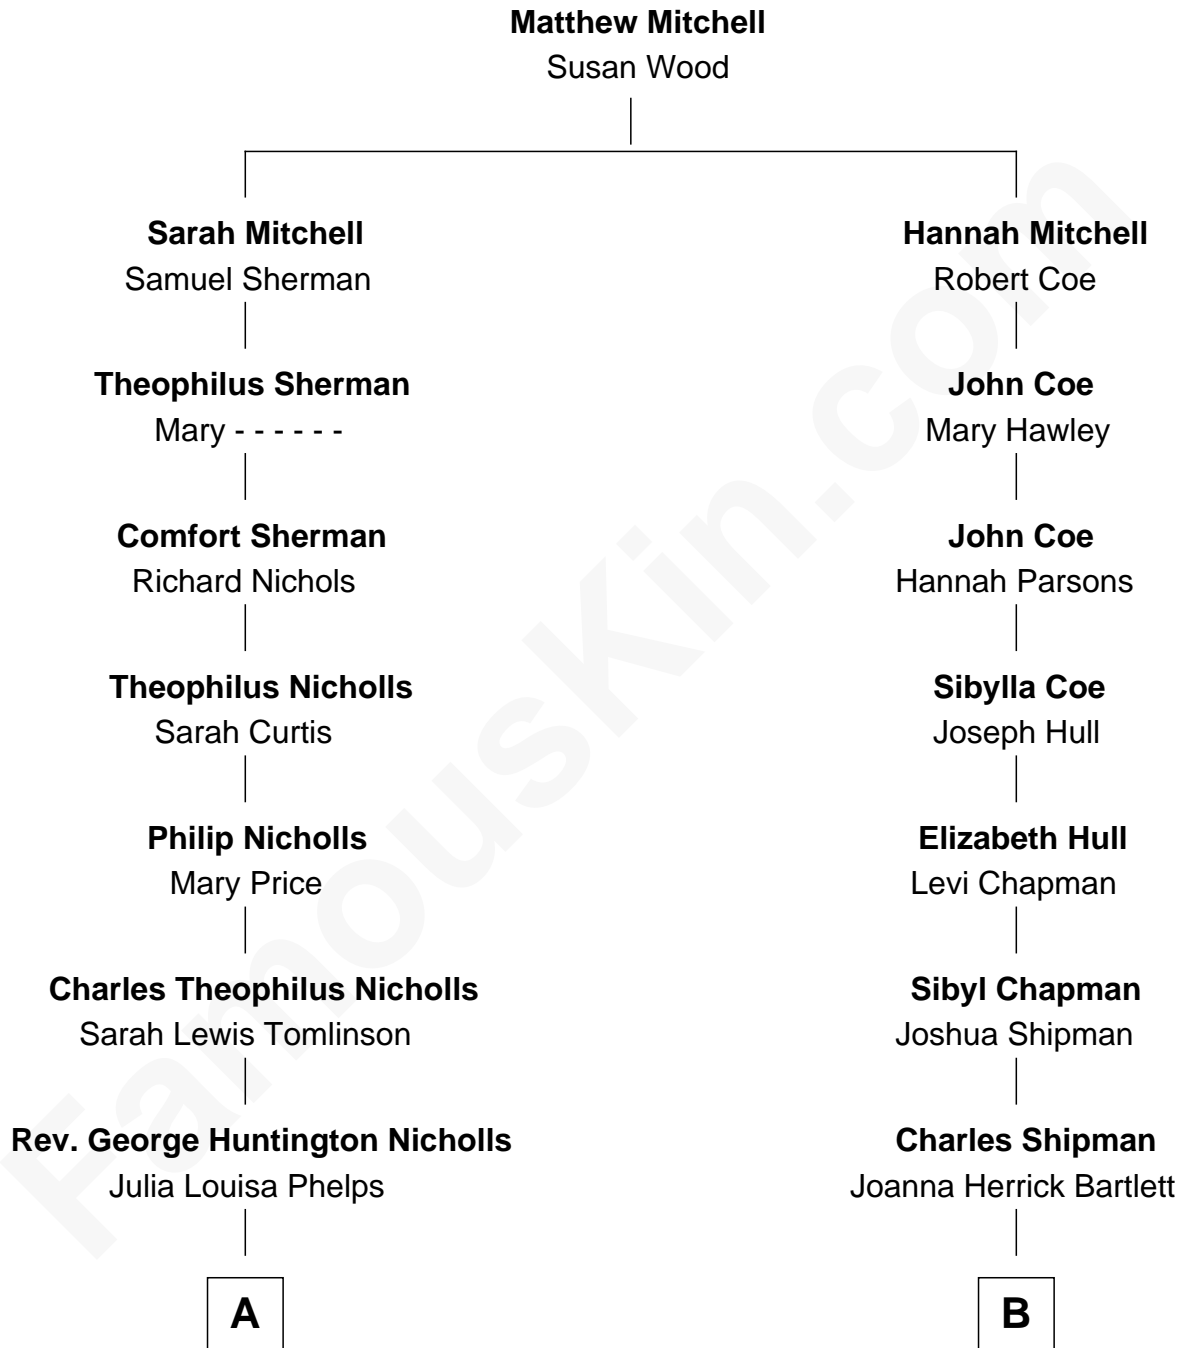 Matthew Mitchell
Susan Wood
Sarah Mitchell
Samuel Sherman
Hannah Mitchell
Robert Coe
Theophilus Sherman
Mary - - - - - -
John Coe
Mary Hawley
Comfort Sherman
Richard Nichols
John Coe
Hannah Parsons
Theophilus Nicholls
Sarah Curtis
Sibylla Coe
Joseph Hull
Philip Nicholls
Mary Price
Elizabeth Hull
Levi Chapman
Charles Theophilus Nicholls
Sarah Lewis Tomlinson
Sibyl Chapman
Joshua Shipman
Rev. George Huntington Nicholls
Julia Louisa Phelps
Charles Shipman
Joanna Herrick Bartlett
A
B
FamousKin.com